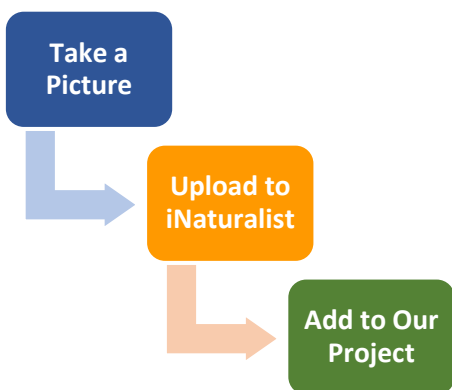 Take a
Picture
Upload to
iNaturalist
Add to Our
Project